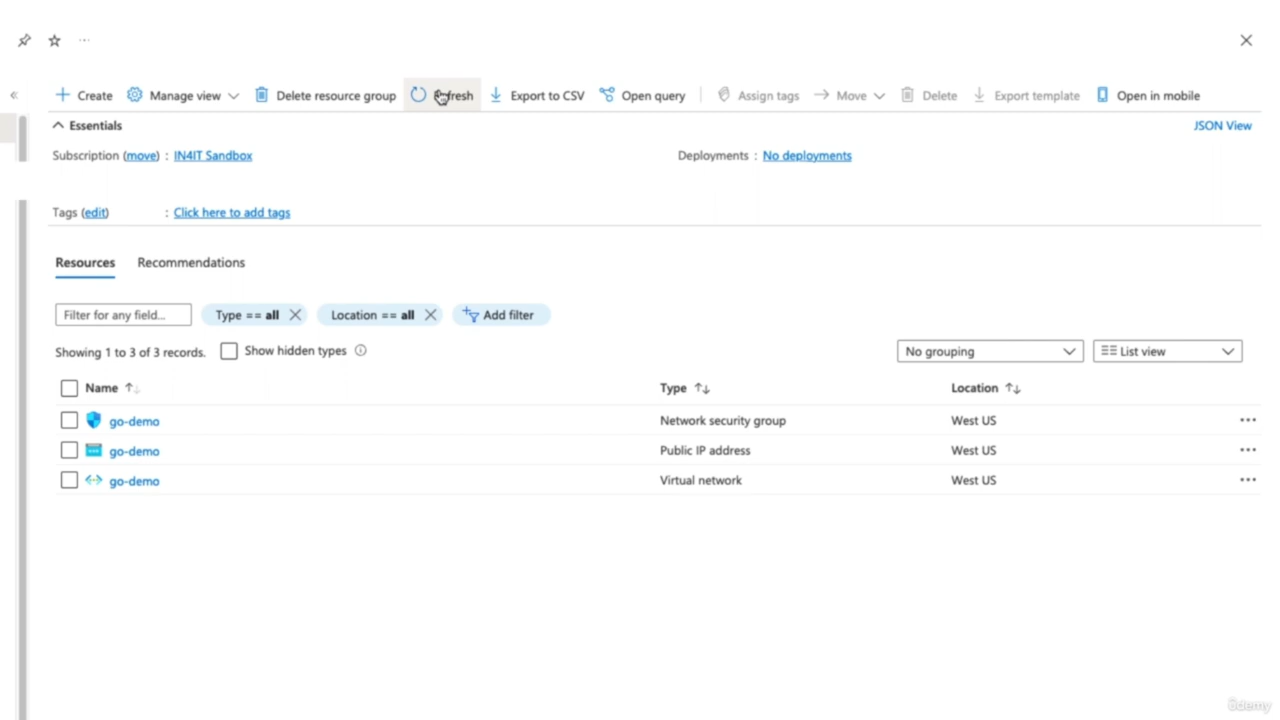 Create Manage view Delete resource group Refresh Export to CSV Open query Assign tags Move Delete Export template Open in mobile
Essentials JSON View
Subscription (move) : IN4IT Sandbox Deployments : No deployments
Tags (edit) : Click here to add tags
Resources Recommendations
Filter for any field... Type == all Location == all Add filter
Showing 1 to 3 of 3 records. Show hidden types No grouping List view
Name Type Location
go-demo Network security group West US
go-demo Public IP address West US
go-demo Virtual network West US
ûdemy